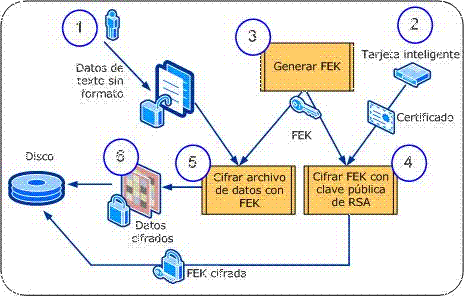 1
2
3
Tarjeta inteligente
Generar FEK
Datos de
texto sin
formato
Certificado
FEK
Disco
6
5
4
Cifrar archivo
de datos con
FEK
Cifrar FEK con
clave pública
de RSA
Datos
cifrados
FEK cifrada